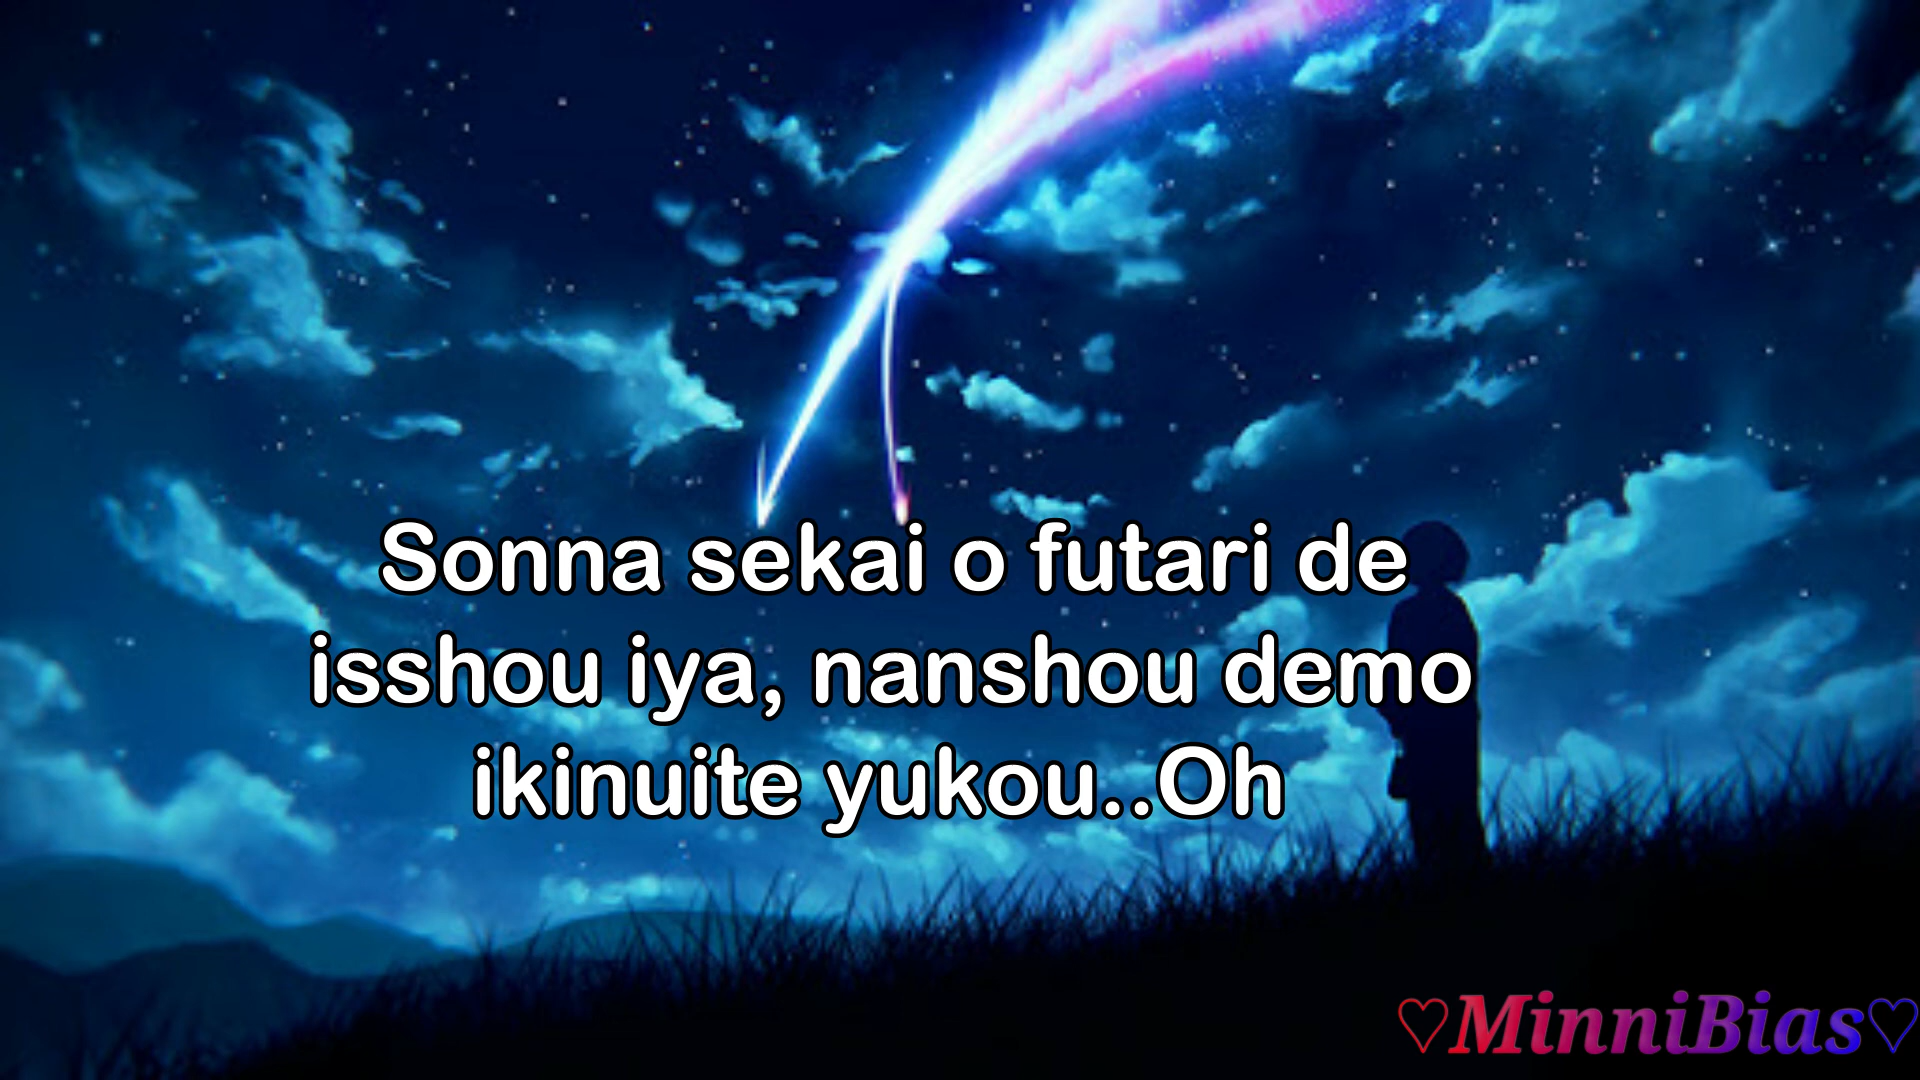 Sonna sekai o futari de
isshou iya, nanshou demo
ikinuite yukou..Oh
♡MinniBias♡